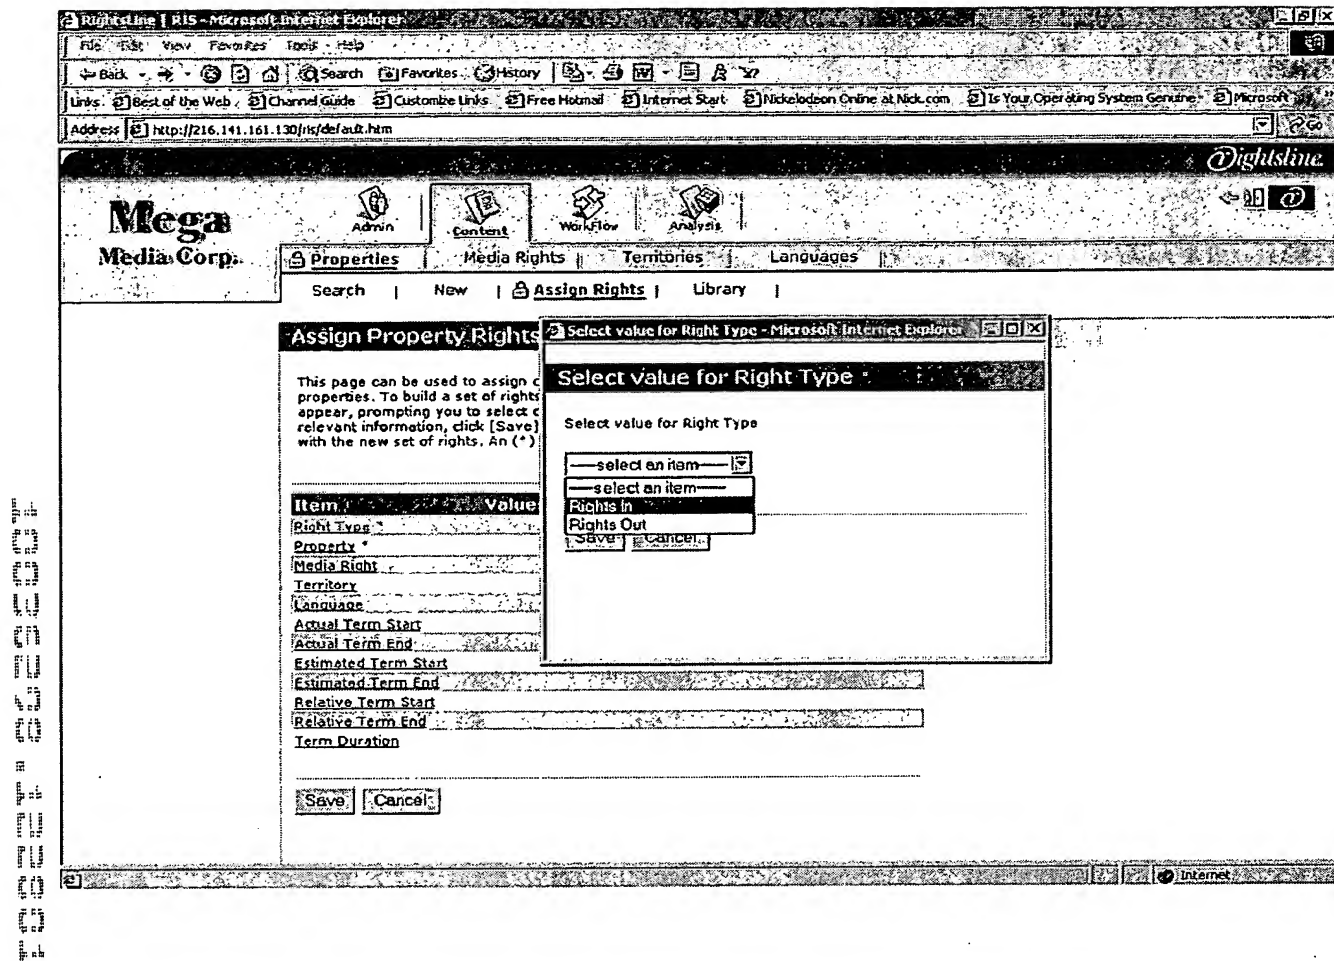 RightsLine | RIS - Microsoft Internet Explorer
File Edit View Favorites Tools Help
Back Search Favorites History
Links Best of the Web Channel Guide Customize Links Free Hotmail Internet Start Nickelodeon Online at Nick.com Is Your Operating System Genuine Microsoft
Address http://216.141.161.130/ris/default.htm Go
Rightsline
Mega
Media Corp.
Admin Content WorkFlow Analysis
Properties | Media Rights | Territories | Languages |
Search | New | Assign Rights | Library |
Assign Property Rights
This page can be used to assign c
properties. To build a set of rights
appear, prompting you to select c
relevant information, click [Save]
with the new set of rights. An (*)
Item Value
Right Type *
Property *
Media Right
Territory
Language
Actual Term Start
Actual Term End
Estimated Term Start
Estimated Term End
Relative Term Start
Relative Term End
Term Duration
Save Cancel
Select value for Right Type - Microsoft Internet Explorer
Select value for Right Type
Select value for Right Type
----select an item----
----select an item----
Rights In
Rights Out
Save Cancel
Internet